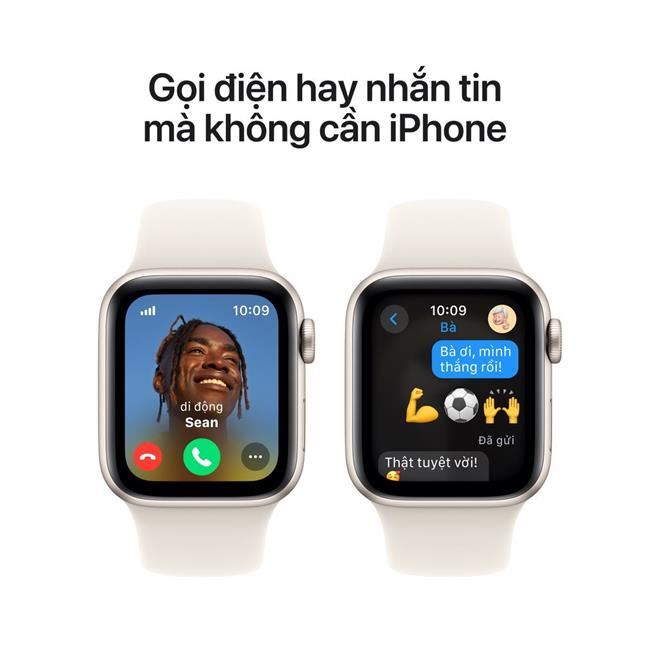 Gọi điện hay nhắn tin
mà không cần iPhone
10:09
di động
Sean
10:09
Bà
Bà ơi, mình
thắng rồi!
Đã gửi
Thật tuyệt vời!